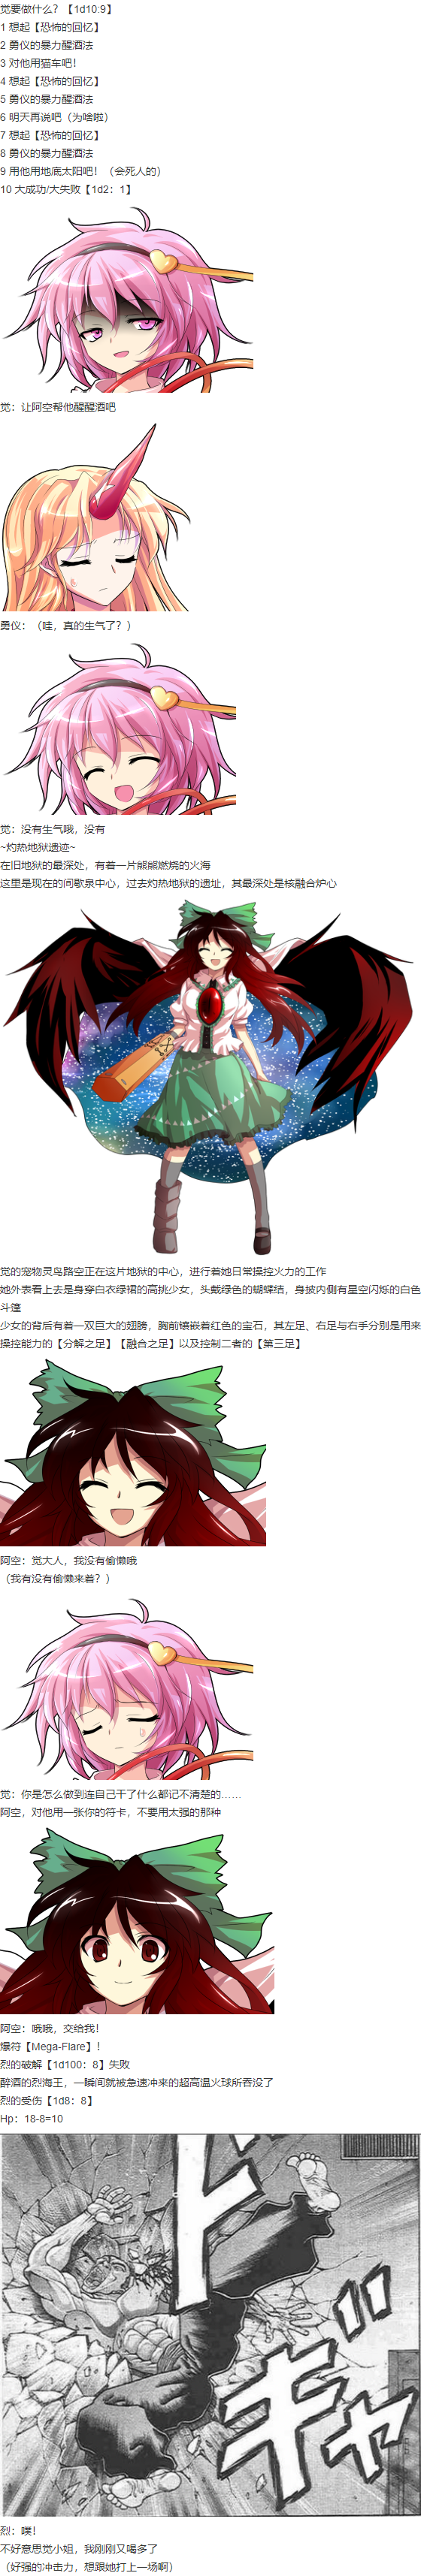 觉要做什么？【1d10:9】
1 想起【恐怖的回忆】
2 勇仪的暴力醒酒法
3 对他用猫车吧！
4 想起【恐怖的回忆】
5 勇仪的暴力醒酒法
6 明天再说吧（为啥啦）
7 想起【恐怖的回忆】
8 勇仪的暴力醒酒法
9 用他用地底太阳吧！（会死人的）
10 大成功/大失败【1d2：1】
觉：让阿空帮他醒醒酒吧
勇仪：（哇，真的生气了？）
觉：没有生气哦，没有
~灼热地狱遗迹~
在旧地狱的最深处，有着一片熊熊燃烧的火海
这里是现在的间歇泉中心，过去灼热地狱的遗址，其最深处是核融合炉心
觉的宠物灵鸟路空正在这片地狱的中心，进行着她日常操控火力的工作
她外表看上去是身穿白衣绿裙的高挑少女，头戴绿色的蝴蝶结，身披内侧有星空闪烁的白色
斗篷
少女的背后有着一双巨大的翅膀，胸前镶嵌着红色的宝石，其左足、右足与右手分别是用来
操控能力的【分解之足】【融合之足】以及控制二者的【第三足】
阿空：觉大人，我没有偷懒哦
（我有没有偷懒来着？）
觉：你是怎么做到连自己干了什么都记不清楚的……
阿空，对他用一张你的符卡，不要用太强的那种
阿空：哦哦，交给我！
爆符【Mega-Flare】！
烈的破解【1d100：8】失败
醉酒的烈海王，一瞬间就被急速冲来的超高温火球所吞没了
烈的受伤【1d8：8】
Hp：18-8=10
ドギャッ
烈：噗！
不好意思觉小姐，我刚刚又喝多了
（好强的冲击力，想跟她打上一场啊）